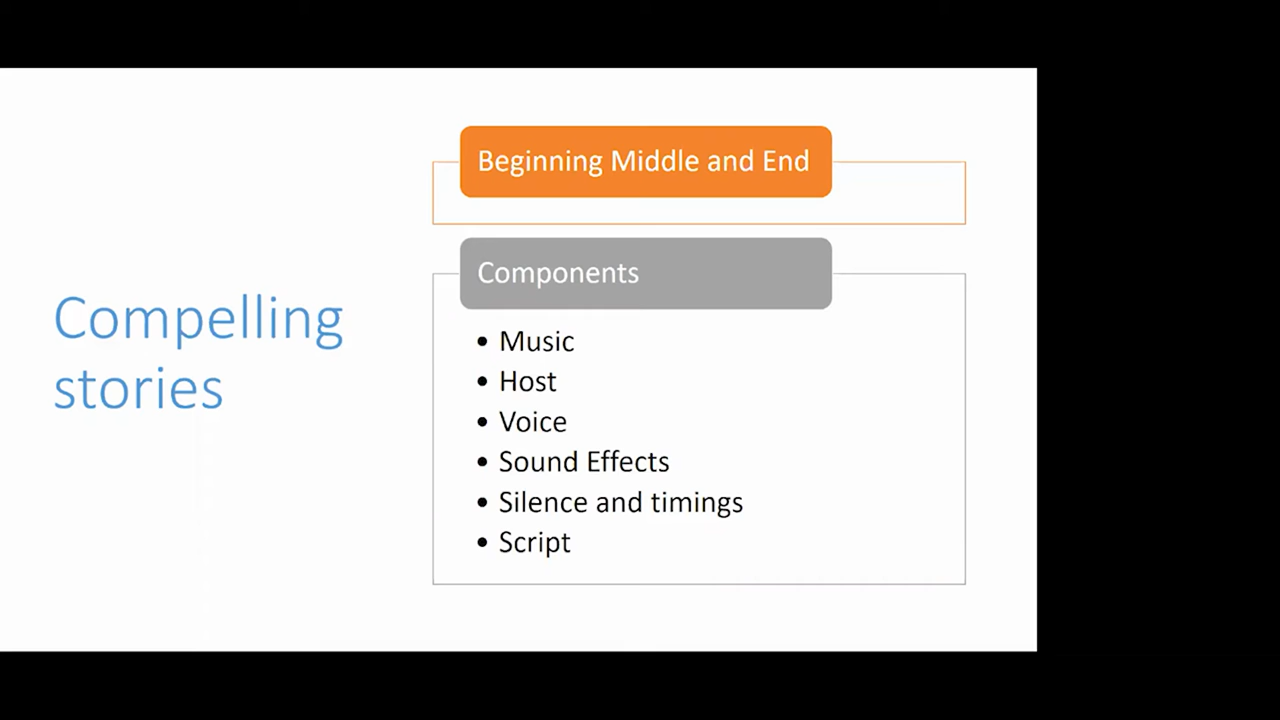 Compelling
stories
Beginning Middle and End
Components
• Music
• Host
• Voice
• Sound Effects
• Silence and timings
• Script